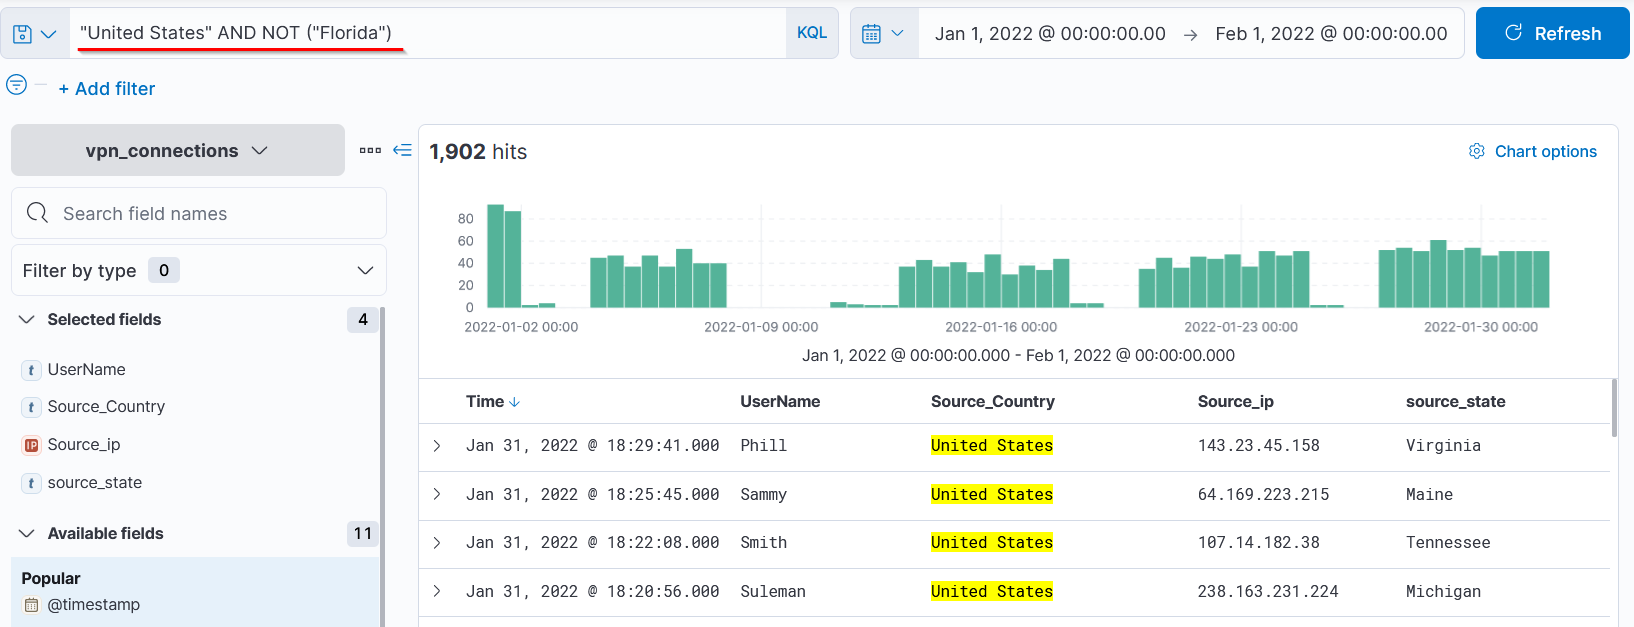 "United States" AND NOT ("Florida")
KQL
Jan 1, 2022 @ 00:00:00.00 → Feb 1, 2022 @ 00:00:00.00
Refresh
+ Add filter
vpn_connections
Search field names
Filter by type 0
Selected fields 4
t UserName
t Source_Country
IP Source_ip
t source_state
Available fields 11
Popular
@timestamp
1,902 hits
Chart options
80
60
40
20
0
2022-01-02 00:00 2022-01-09 00:00 2022-01-16 00:00 2022-01-23 00:00 2022-01-30 00:00
Jan 1, 2022 @ 00:00:00.000 - Feb 1, 2022 @ 00:00:00.000
Time ↓ UserName Source_Country Source_ip source_state
Jan 31, 2022 @ 18:29:41.000 Phill United States 143.23.45.158 Virginia
Jan 31, 2022 @ 18:25:45.000 Sammy United States 64.169.223.215 Maine
Jan 31, 2022 @ 18:22:08.000 Smith United States 107.14.182.38 Tennessee
Jan 31, 2022 @ 18:20:56.000 Suleman United States 238.163.231.224 Michigan